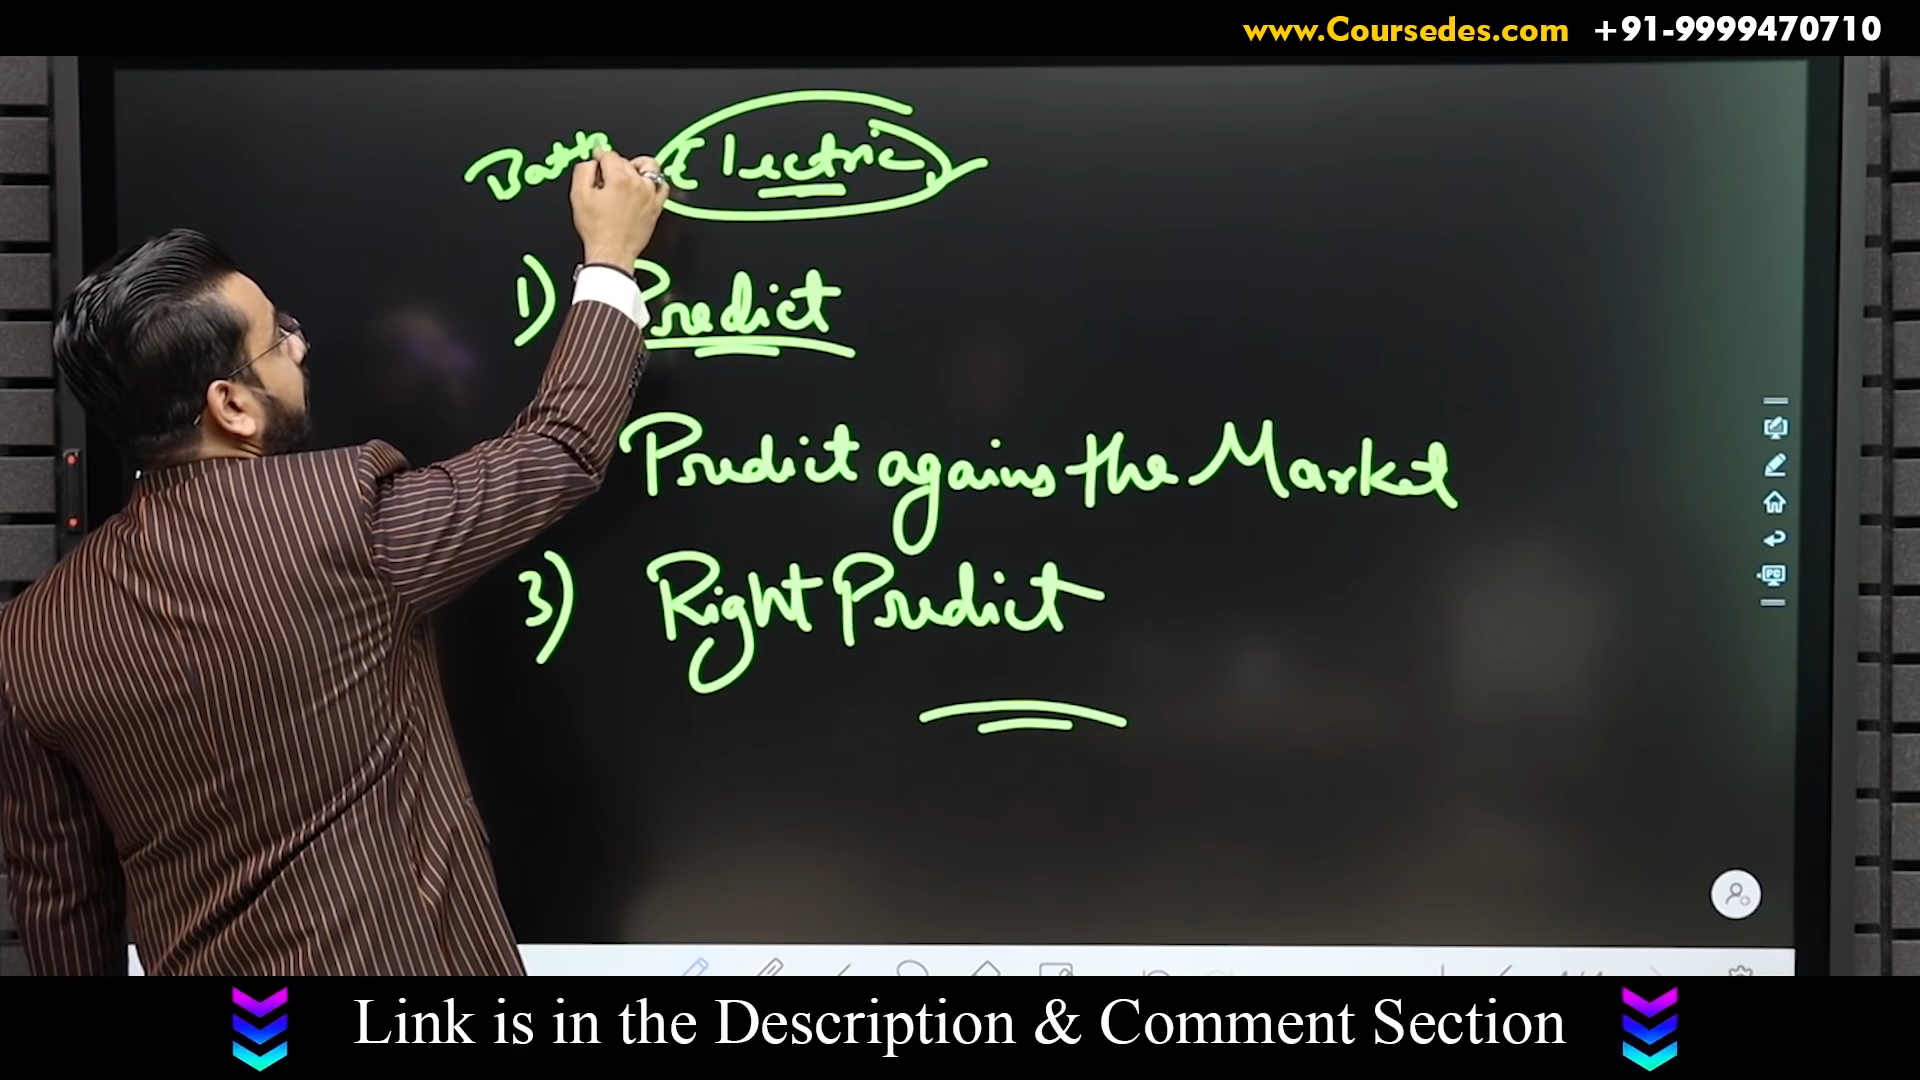 www.Coursedes.com +91-9999470710
Electric
1) Predict
Predict agains the Market
3) Right Predict
PC
Link is in the Description & Comment Section